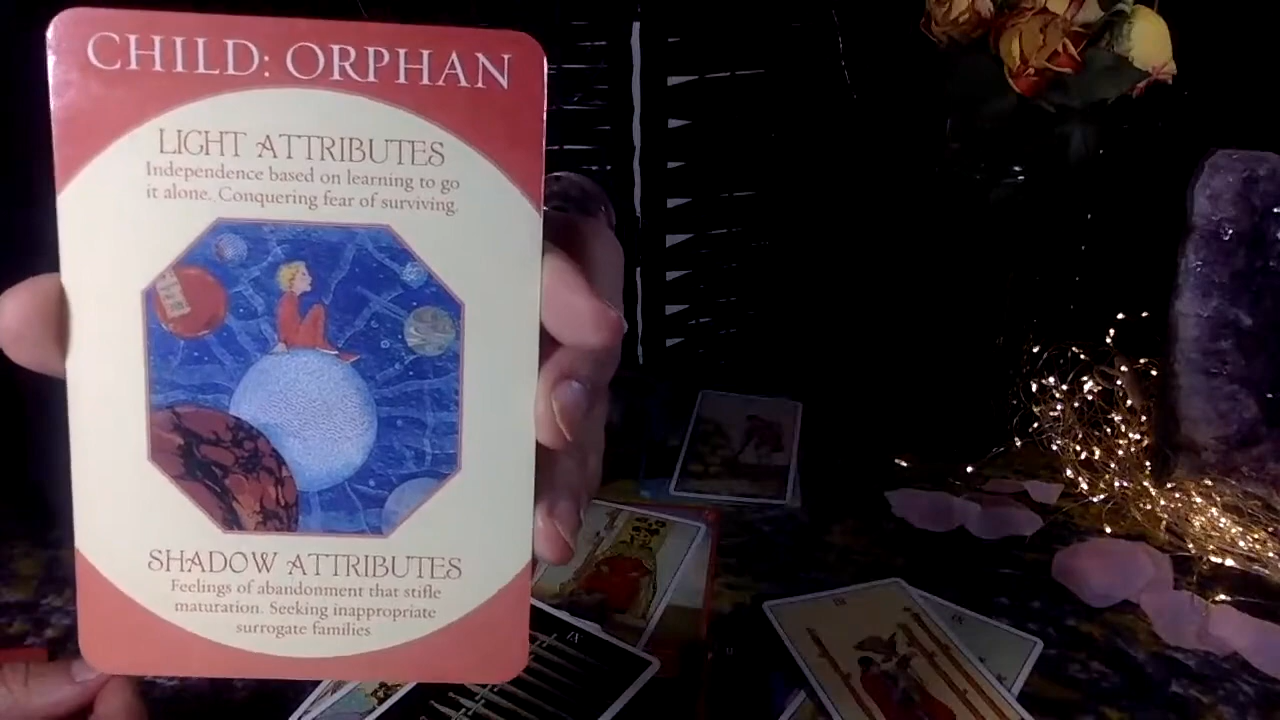 CHILD: ORPHAN
LIGHT ATTRIBUTES
Independence based on learning to go
it alone. Conquering fear of surviving.
SHADOW ATTRIBUTES
Feelings of abandonment that stifle
maturation. Seeking inappropriate
surrogate families